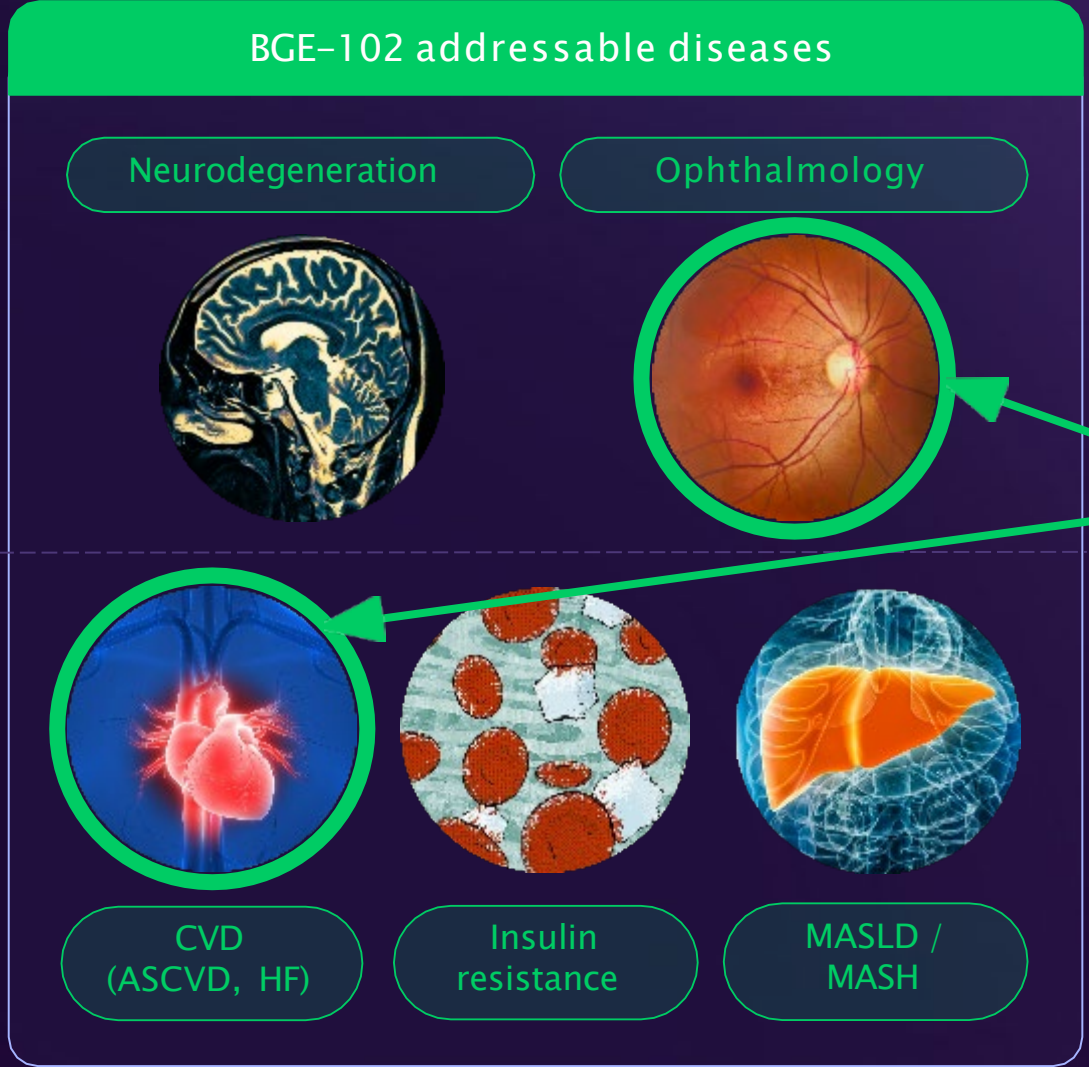 BGE-102 addressable diseases
Neurodegeneration
Ophthalmology
CVD
(ASCVD, HF)
Insulin
resistance
MASLD /
MASH